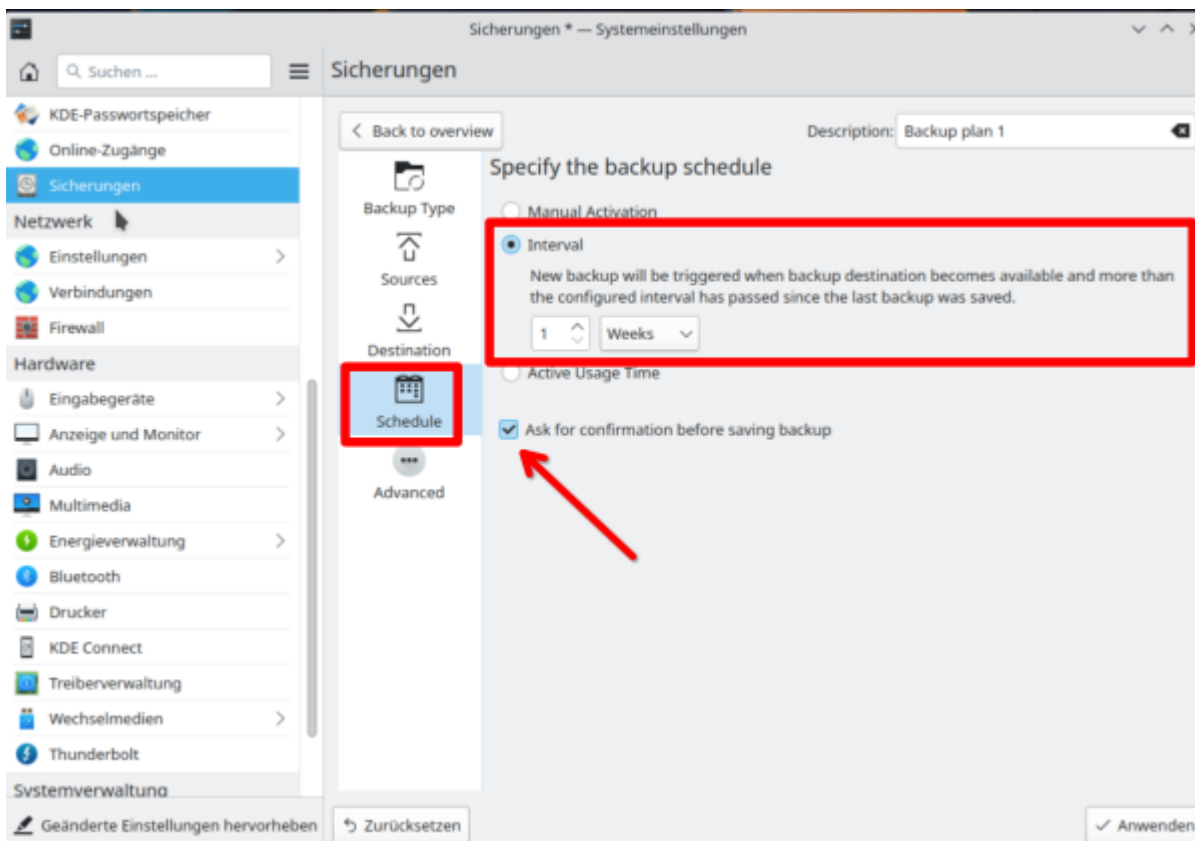 Sicherungen * — Systemeinstellungen
Suchen ...
Sicherungen
KDE-Passwortspeicher
Online-Zugänge
Sicherungen
Netzwerk
Einstellungen
Verbindungen
Firewall
Hardware
Eingabegeräte
Anzeige und Monitor
Audio
Multimedia
Energieverwaltung
Bluetooth
Drucker
KDE Connect
Treiberverwaltung
Wechselmedien
Thunderbolt
Systemverwaltung
Geänderte Einstellungen hervorheben
Back to overview
Description: Backup plan 1
Backup Type
Sources
Destination
Schedule
Advanced
Specify the backup schedule
Manual Activation
Interval
New backup will be triggered when backup destination becomes available and more than
the configured interval has passed since the last backup was saved.
1 Weeks
Active Usage Time
Ask for confirmation before saving backup
Zurücksetzen
Anwenden